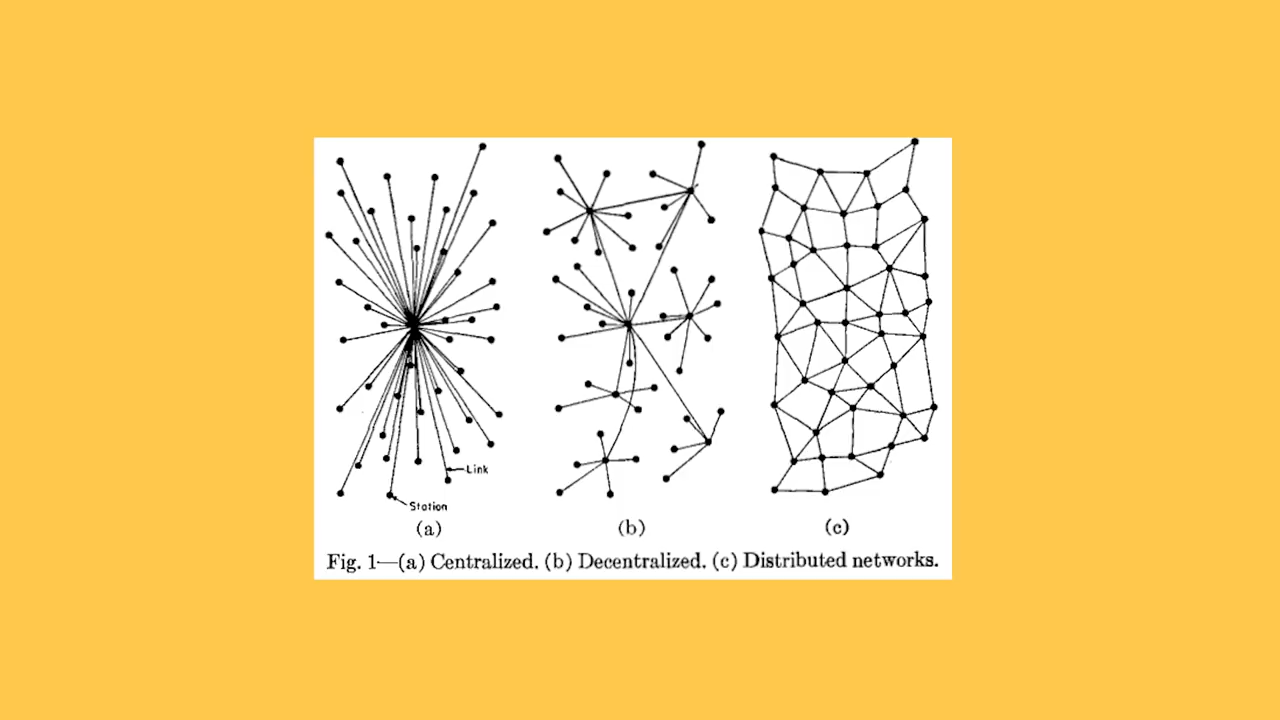 Link
Station
(a)
(b)
(c)
Fig. 1—(a) Centralized. (b) Decentralized. (c) Distributed networks.